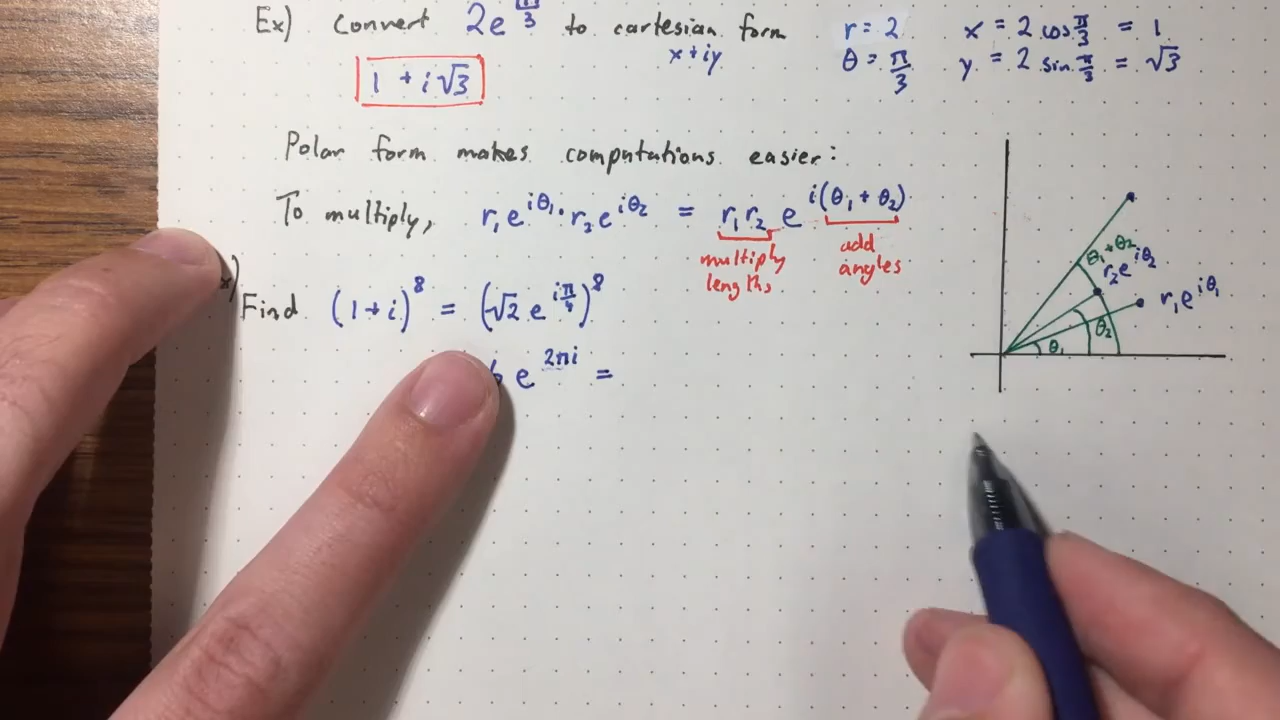 Ex) Convert 2e^{iπ/3} to cartesian form r = 2 x = 2 cos π/3 = 1
x+iy θ = π/3 y = 2 sin π/3 = √3
1 + i√3
Polar form makes computations easier:
To multiply, r₁e^{iθ₁} · r₂e^{iθ₂} = r₁r₂ e^{i(θ₁ + θ₂)}
multiply lengths
add angles
Find (1+i)^8 = (√2 e^{iπ/4})^8
e^{2πi} =
θ₁+θ₂
r₂e^{iθ₂}
r₁e^{iθ₁}
θ₂
θ₁